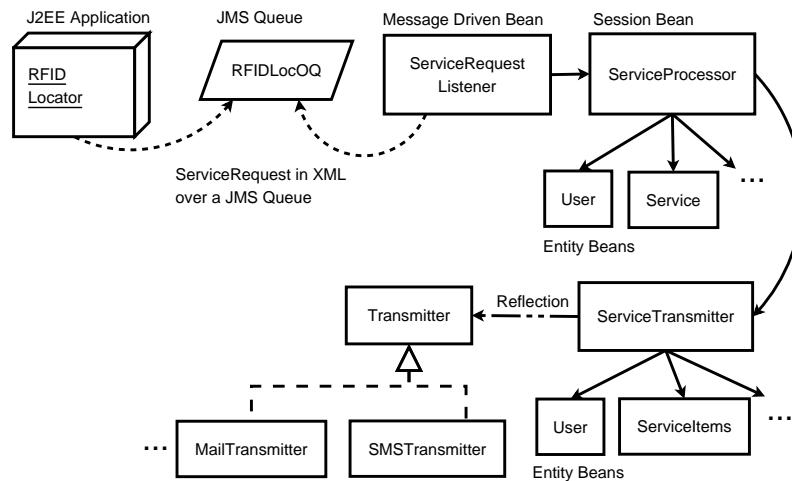 J2EE Application
JMS Queue
Message Driven Bean
Session Bean
RFID
Locator
RFIDLocOQ
ServiceRequest
Listener
ServiceProcessor
ServiceRequest in XML
over a JMS Queue
...
User
Service
Entity Beans
Transmitter
Reflection
ServiceTransmitter
...
MailTransmitter
SMSTransmitter
User
ServiceItems
...
Entity Beans